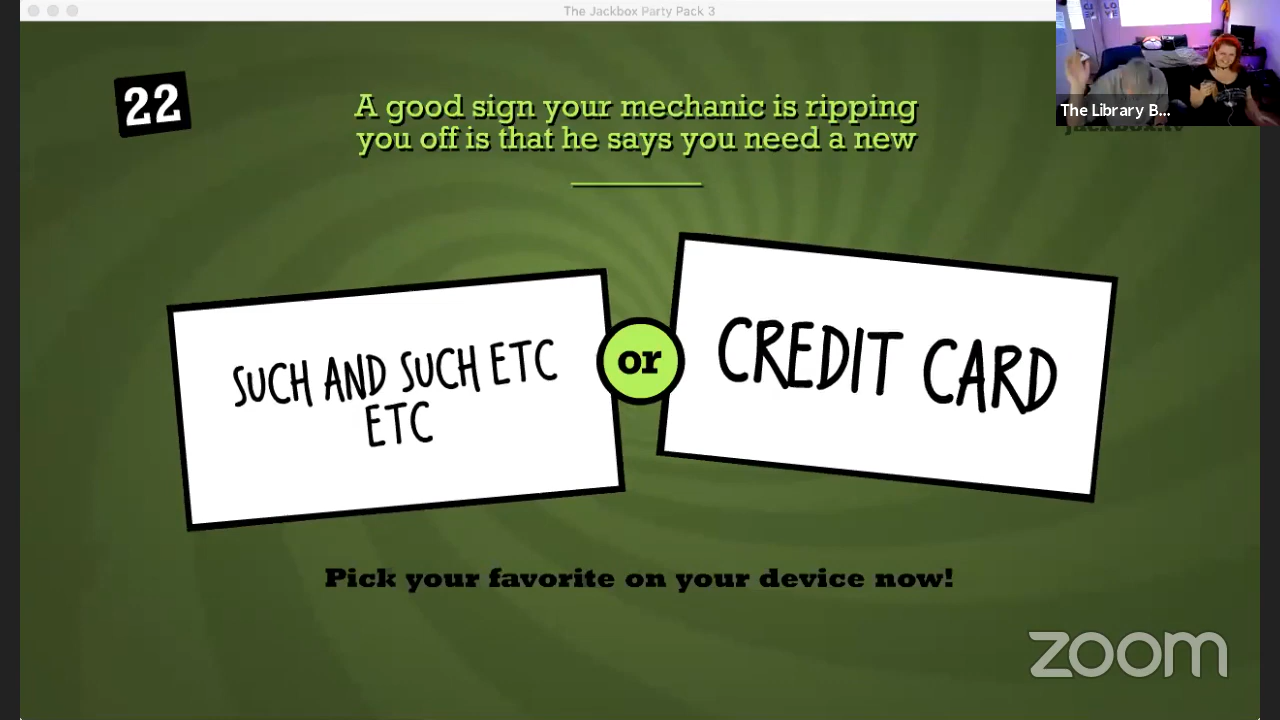 The Jackbox Party Pack 3
The Library B...
22
A good sign your mechanic is ripping
you off is that he says you need a new
SUCH AND SUCH ETC
ETC
or
CREDIT CARD
Pick your favorite on your device now!
zoom